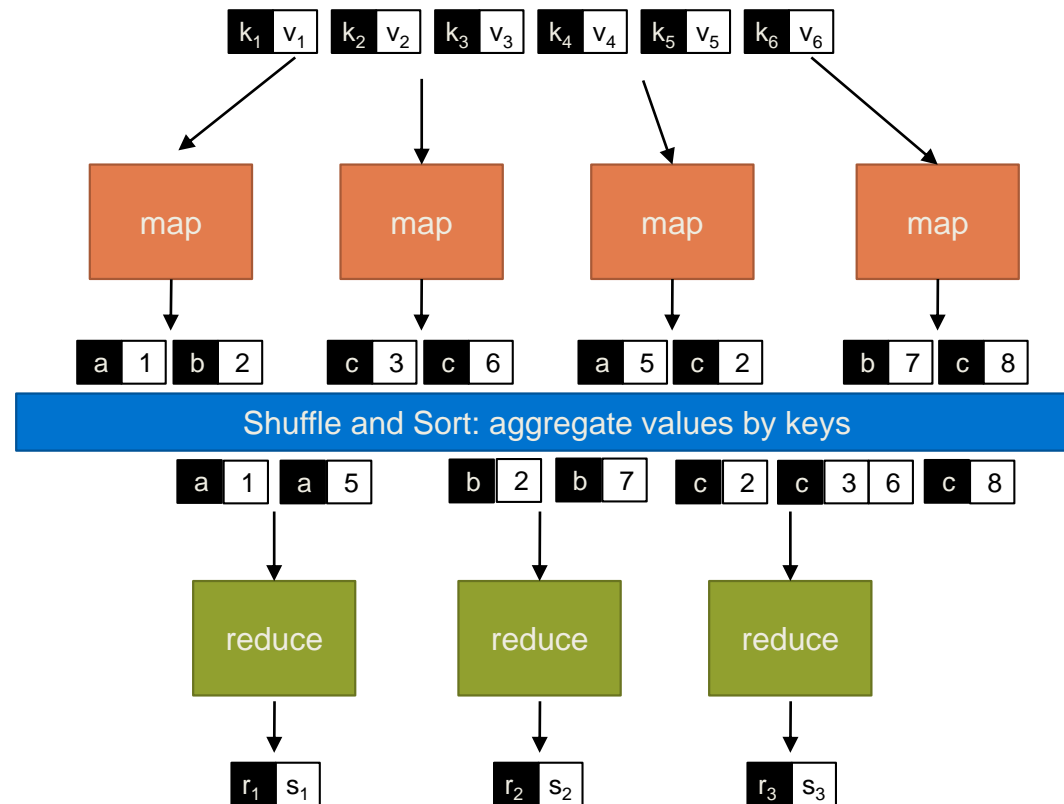 k₁ v₁ k₂ v₂ k₃ v₃ k₄ v₄ k₅ v₅ k₆ v₆
map map map map
a 1 b 2 c 3 c 6 a 5 c 2 b 7 c 8
Shuffle and Sort: aggregate values by keys
a 1 a 5 b 2 b 7 c 2 c 3 6 c 8
reduce reduce reduce
r₁ s₁ r₂ s₂ r₃ s₃